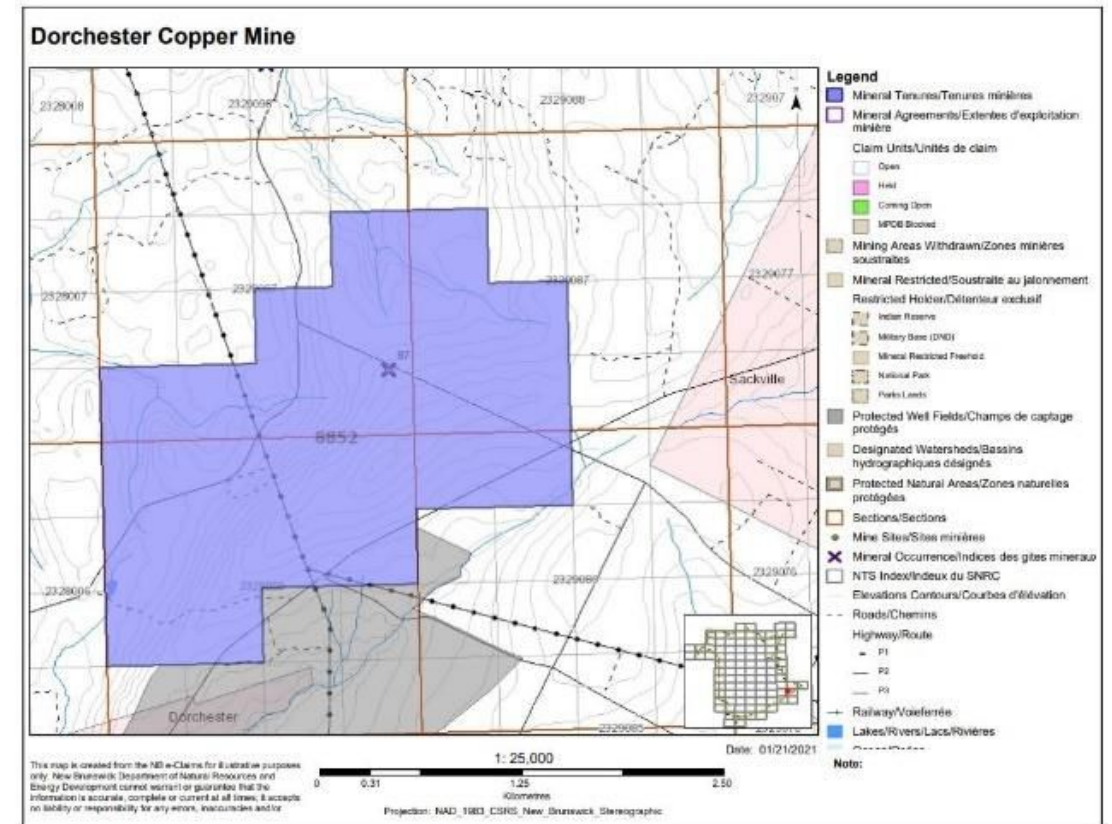 Dorchester Copper Mine
2328008
2329098
2329088
232907
2329087
2329077
2328007
87
Sackville
8852
2328006
2329086
2329076
Dorchester
2329085
Legend
Mineral Tenures/Tenures minières
Mineral Agreements/Extentes d'exploitation
minière
Claim Units/Unités de claim
Open
Held
Coming Open
MPOB Blocked
Mining Areas Withdrawn/Zones minières
soustraites
Mineral Restricted/Soustraite au jalonnement
Restricted Holder/Détenteur exclusif
Indian Reserve
Military Base (DND)
Mineral Restricted Freehold
National Park
Parks Lands
Protected Well Fields/Champs de captage
protégés
Designated Watersheds/Bassins
hydrographiques désignés
Protected Natural Areas/Zones naturelles
protégées
Sections/Sections
Mine Sites/Sites minières
Mineral Occurrence/Indices des gites mineraux
NTS Index/Indeux du SNRC
Elevations Contours/Courbes d'élévation
Roads/Chemins
Highway/Route
P1
P2
P3
Railway/Voieferrée
Lakes/Rivers/Lacs/Rivières
Note:
Date: 01/21/2021
1: 25,000
0 0.31 1.25 2.50
Kilometres
Projection: NAD_1983_CSRS_New_Brunswick_Stereographic
This map is created from the NB e-Claims for illustrative purposes
only. New Brunswick Department of Natural Resources and
Energy Development cannot warrant or guarantee that the
information is accurate, complete or current at all times. It accepts
no liability or responsibility for any errors, inaccuracies and/or